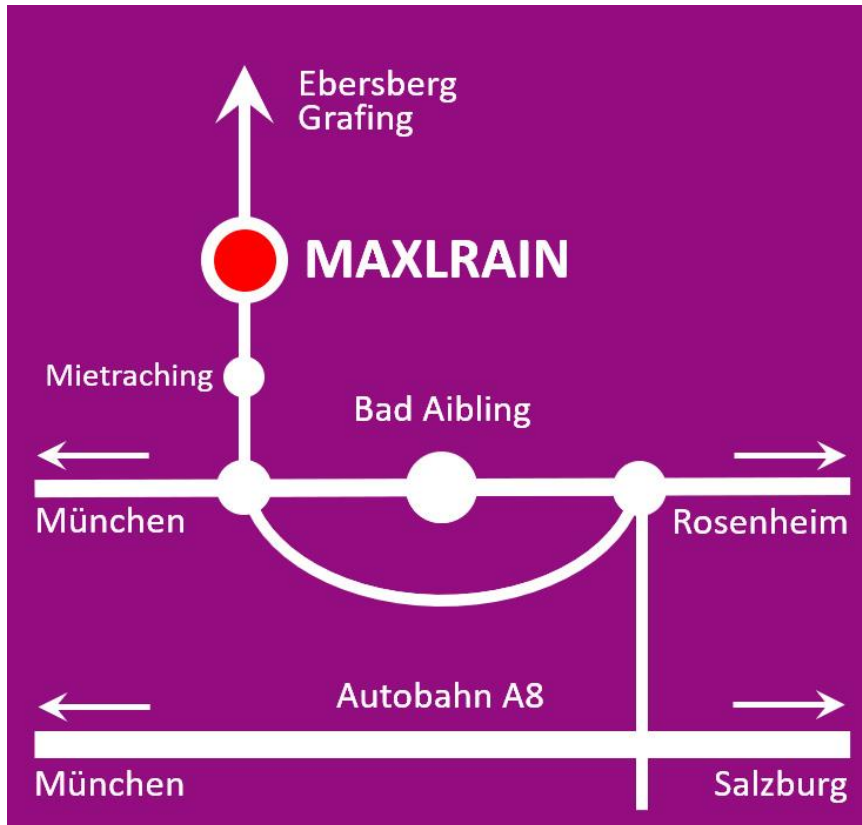 Ebersberg
Grafing
MAXLRAIN
Mietraching
Bad Aibling
München
Rosenheim
Autobahn A8
München
Salzburg